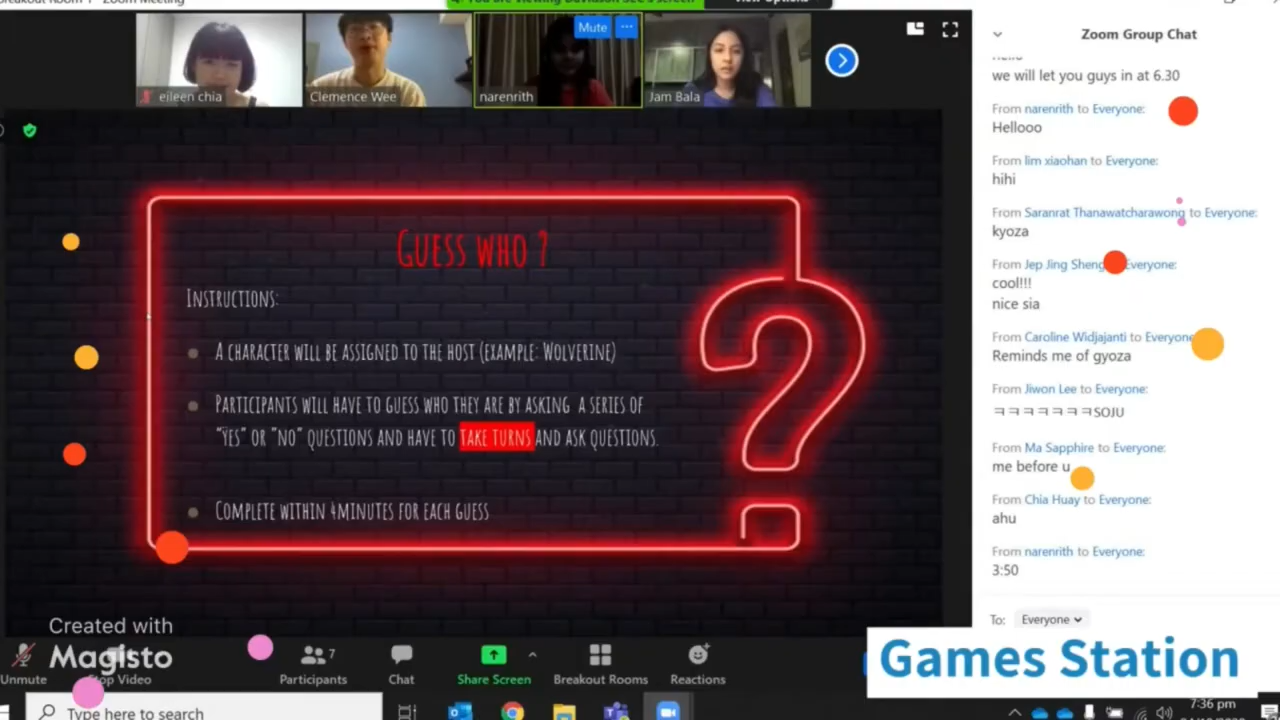 Zoom Meeting
Mute
eileen chia
Clemence Wee
narenrith
Jam Bala
GUESS WHO ?
INSTRUCTIONS:
A CHARACTER WILL BE ASSIGNED TO THE HOST (EXAMPLE: WOLVERINE)
PARTICIPANTS WILL HAVE TO GUESS WHO THEY ARE BY ASKING A SERIES OF
“YES” OR “NO” QUESTIONS AND HAVE TO TAKE TURNS AND ASK QUESTIONS.
COMPLETE WITHIN 4MINUTES FOR EACH GUESS
Created with
Magisto
Unmute
Stop Video
Participants
7
Chat
Share Screen
Breakout Rooms
Reactions
Type here to search
Zoom Group Chat
we will let you guys in at 6.30
From narenrith to Everyone:
Hellooo
From lim xiaohan to Everyone:
hihi
From Saranrat Thanawatcharawong to Everyone:
kyoza
From Jep Jing Sheng Everyone:
cool!!!
nice sia
From Caroline Widjajanti to Everyone
Reminds me of gyoza
From Jiwon Lee to Everyone:
ㅋㅋㅋㅋㅋㅋㅋSOJU
From Ma Sapphire to Everyone:
me before u
From Chia Huay to Everyone:
ahu
From narenrith to Everyone:
3:50
To: Everyone
Games Station
7:36 pm